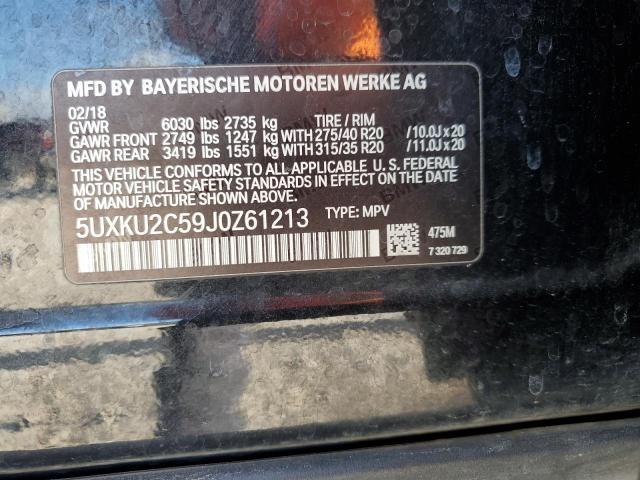 MFD BY BAYERISCHE MOTOREN WERKE AG
02/18
GVWR 6030 lbs 2735 kg TIRE / RIM
GAWR FRONT 2749 lbs 1247 kg WITH 275/40 R20 /10.0J x 20
GAWR REAR 3419 lbs 1551 kg WITH 315/35 R20 /11.0J x 20
THIS VEHICLE CONFORMS TO ALL APPLICABLE U.S. FEDERAL
MOTOR VEHICLE SAFETY STANDARDS IN EFFECT ON THE DATE
OF MANUFACTURE SHOWN ABOVE.
5UXKU2C59J0Z61213 TYPE: MPV
475M
7 320 729